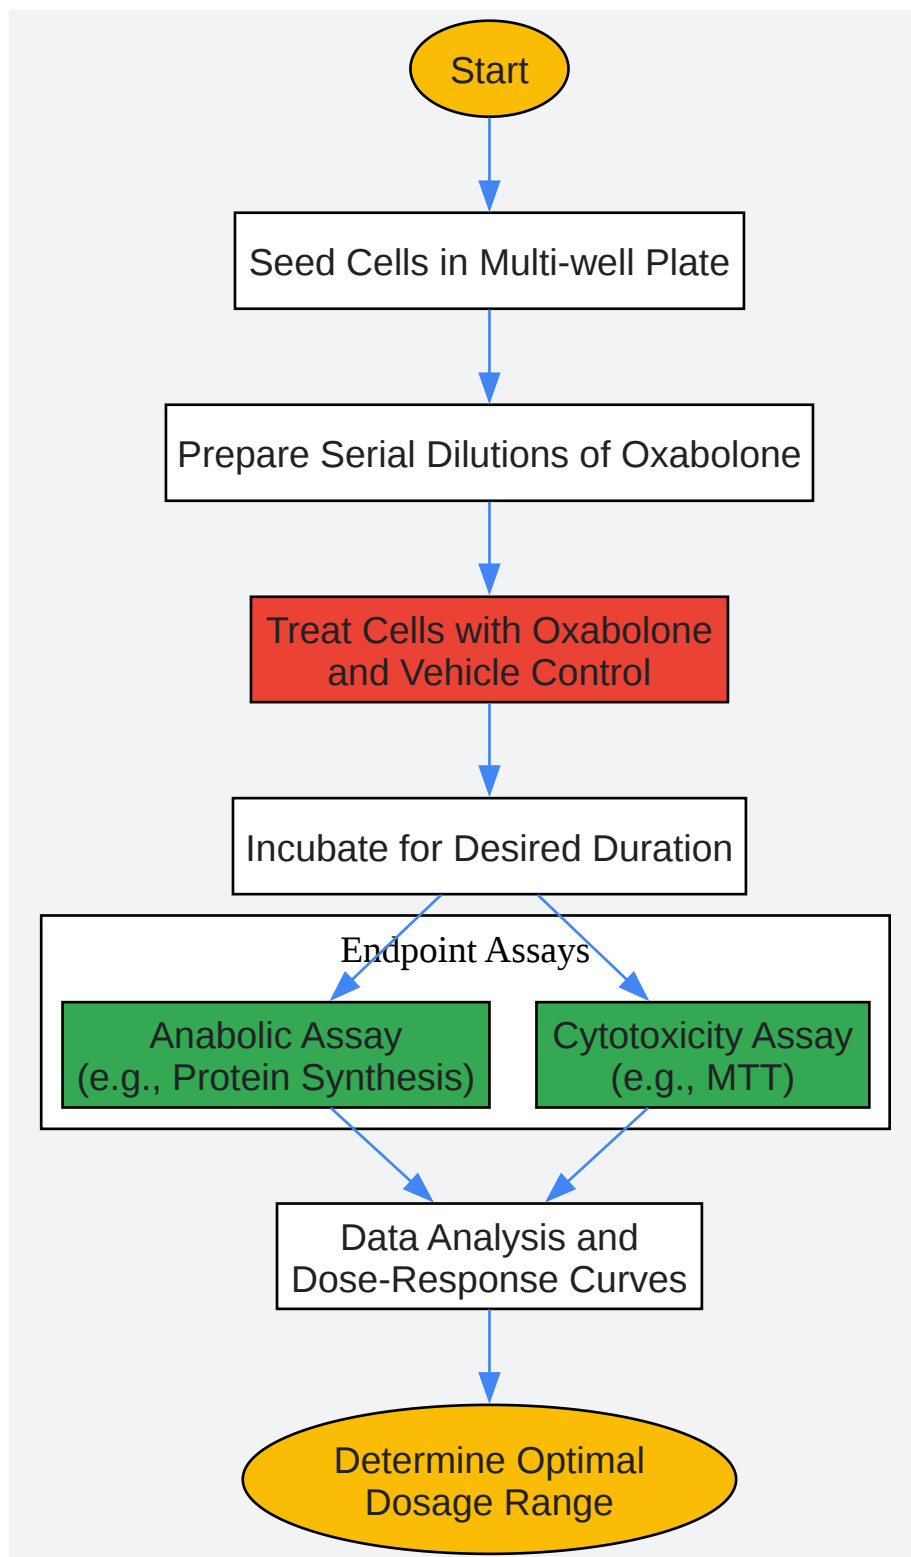 Start
Seed Cells in Multi-well Plate
Prepare Serial Dilutions of Oxabolone
Treat Cells with Oxabolone
and Vehicle Control
Incubate for Desired Duration
Endpoint Assays
Anabolic Assay
(e.g., Protein Synthesis)
Cytotoxicity Assay
(e.g., MTT)
Data Analysis and
Dose-Response Curves
Determine Optimal
Dosage Range